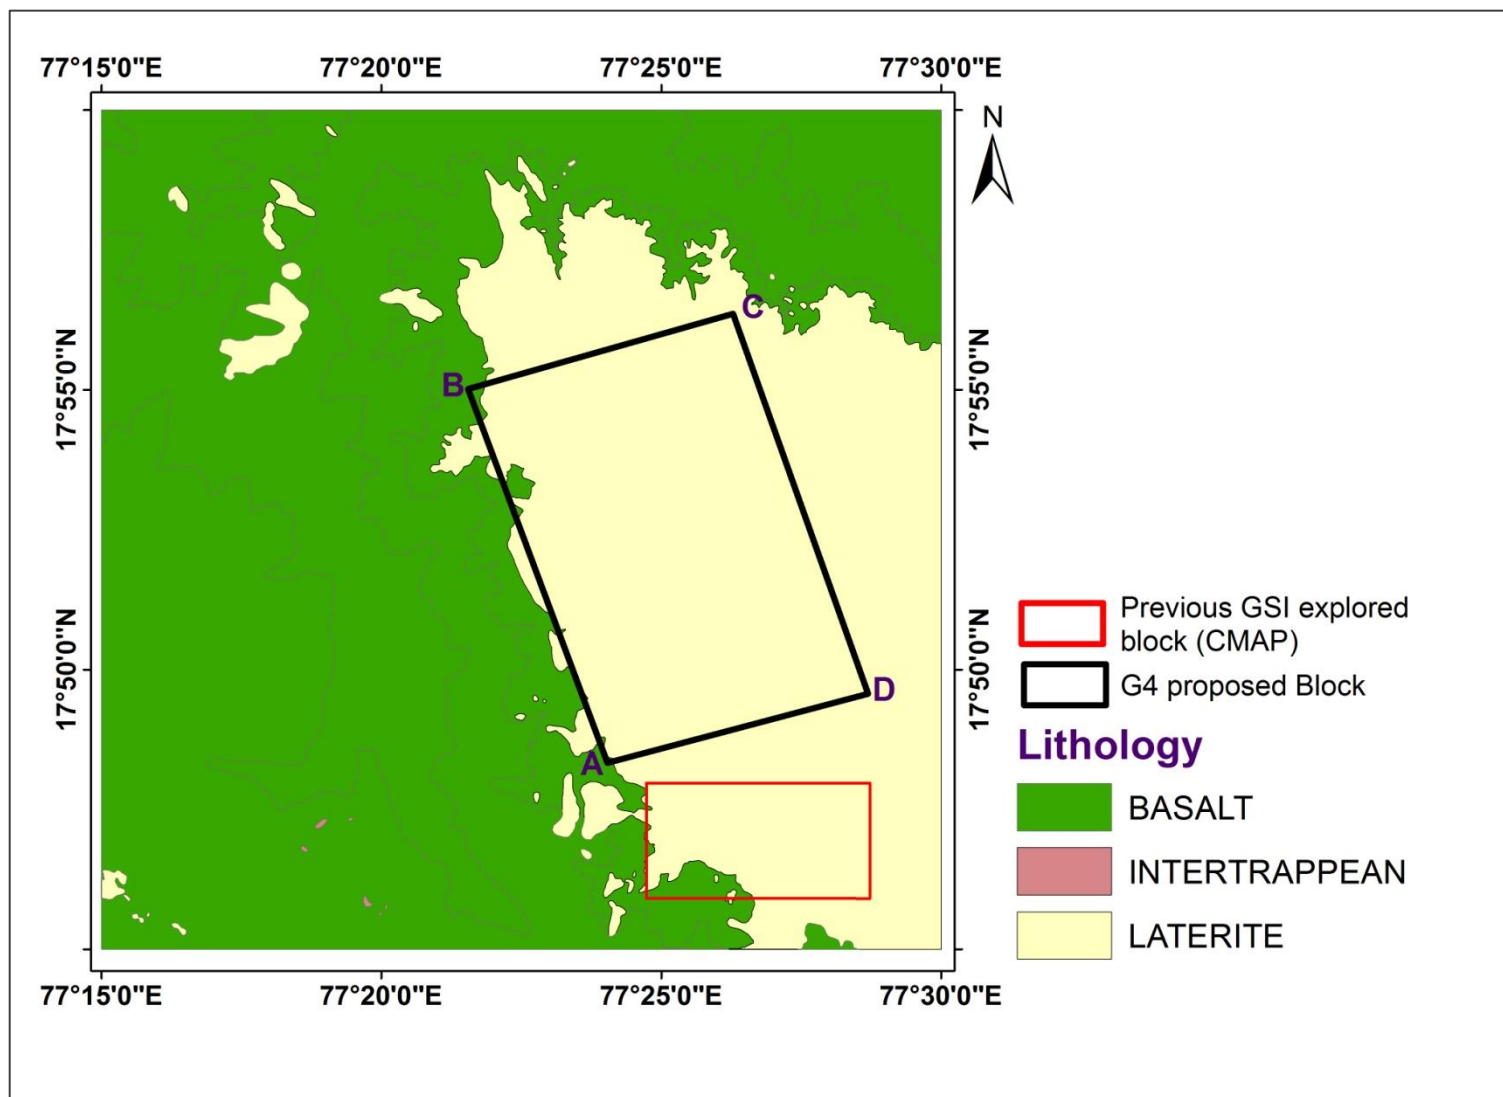 77°15'0"E 77°20'0"E 77°25'0"E 77°30'0"E
N
C
B
17°55'0"N 17°55'0"N
17°50'0"N 17°50'0"N
D
A
Previous GSI explored
block (CMAP)
G4 proposed Block
Lithology
BASALT
INTERTRAPPEAN
LATERITE
77°15'0"E 77°20'0"E 77°25'0"E 77°30'0"E